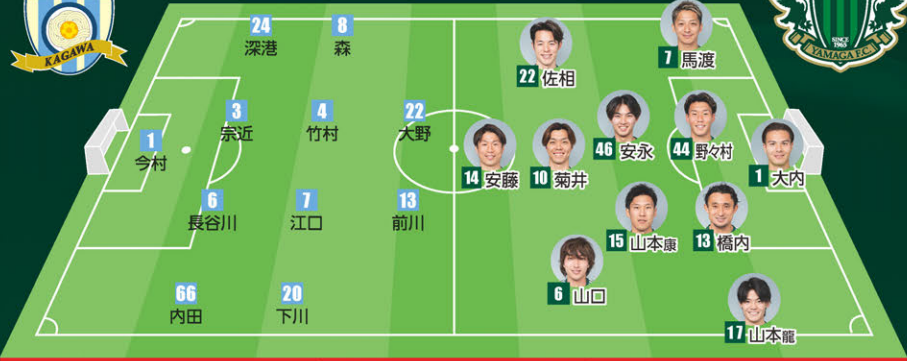 KAGAWA
SINCE
1965
YAMAGA F.C.
24
深港
8
森
3
宗近
4
竹村
22
大野
1
今村
6
長谷川
7
江口
13
前川
66
内田
20
下川
22 佐相
7 馬渡
14 安藤
10 菊井
46 安永
44 野々村
1 大内
15 山本康
13 橋内
6 山口
17 山本龍